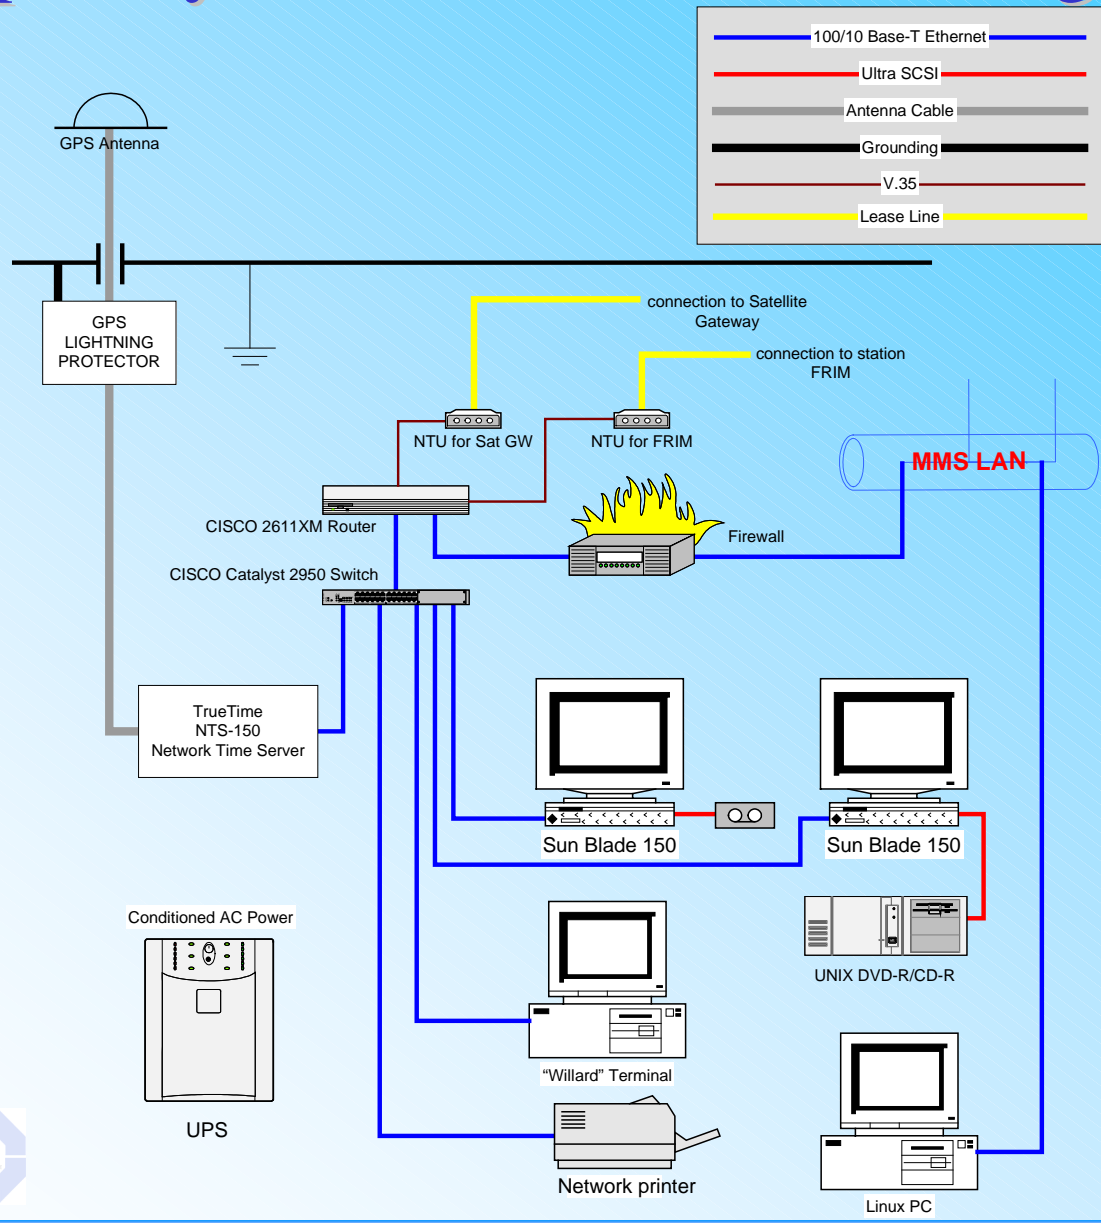 100/10 Base-T Ethernet
Ultra SCSI
Antenna Cable
Grounding
V.35
Lease Line
GPS Antenna
GPS
LIGHTNING
PROTECTOR
connection to Satellite
Gateway
connection to station
FRIM
NTU for Sat GW
NTU for FRIM
MMS LAN
CISCO 2611XM Router
Firewall
CISCO Catalyst 2950 Switch
TrueTime
NTS-150
Network Time Server
Sun Blade 150
Sun Blade 150
Conditioned AC Power
UNIX DVD-R/CD-R
“Willard” Terminal
UPS
Network printer
Linux PC